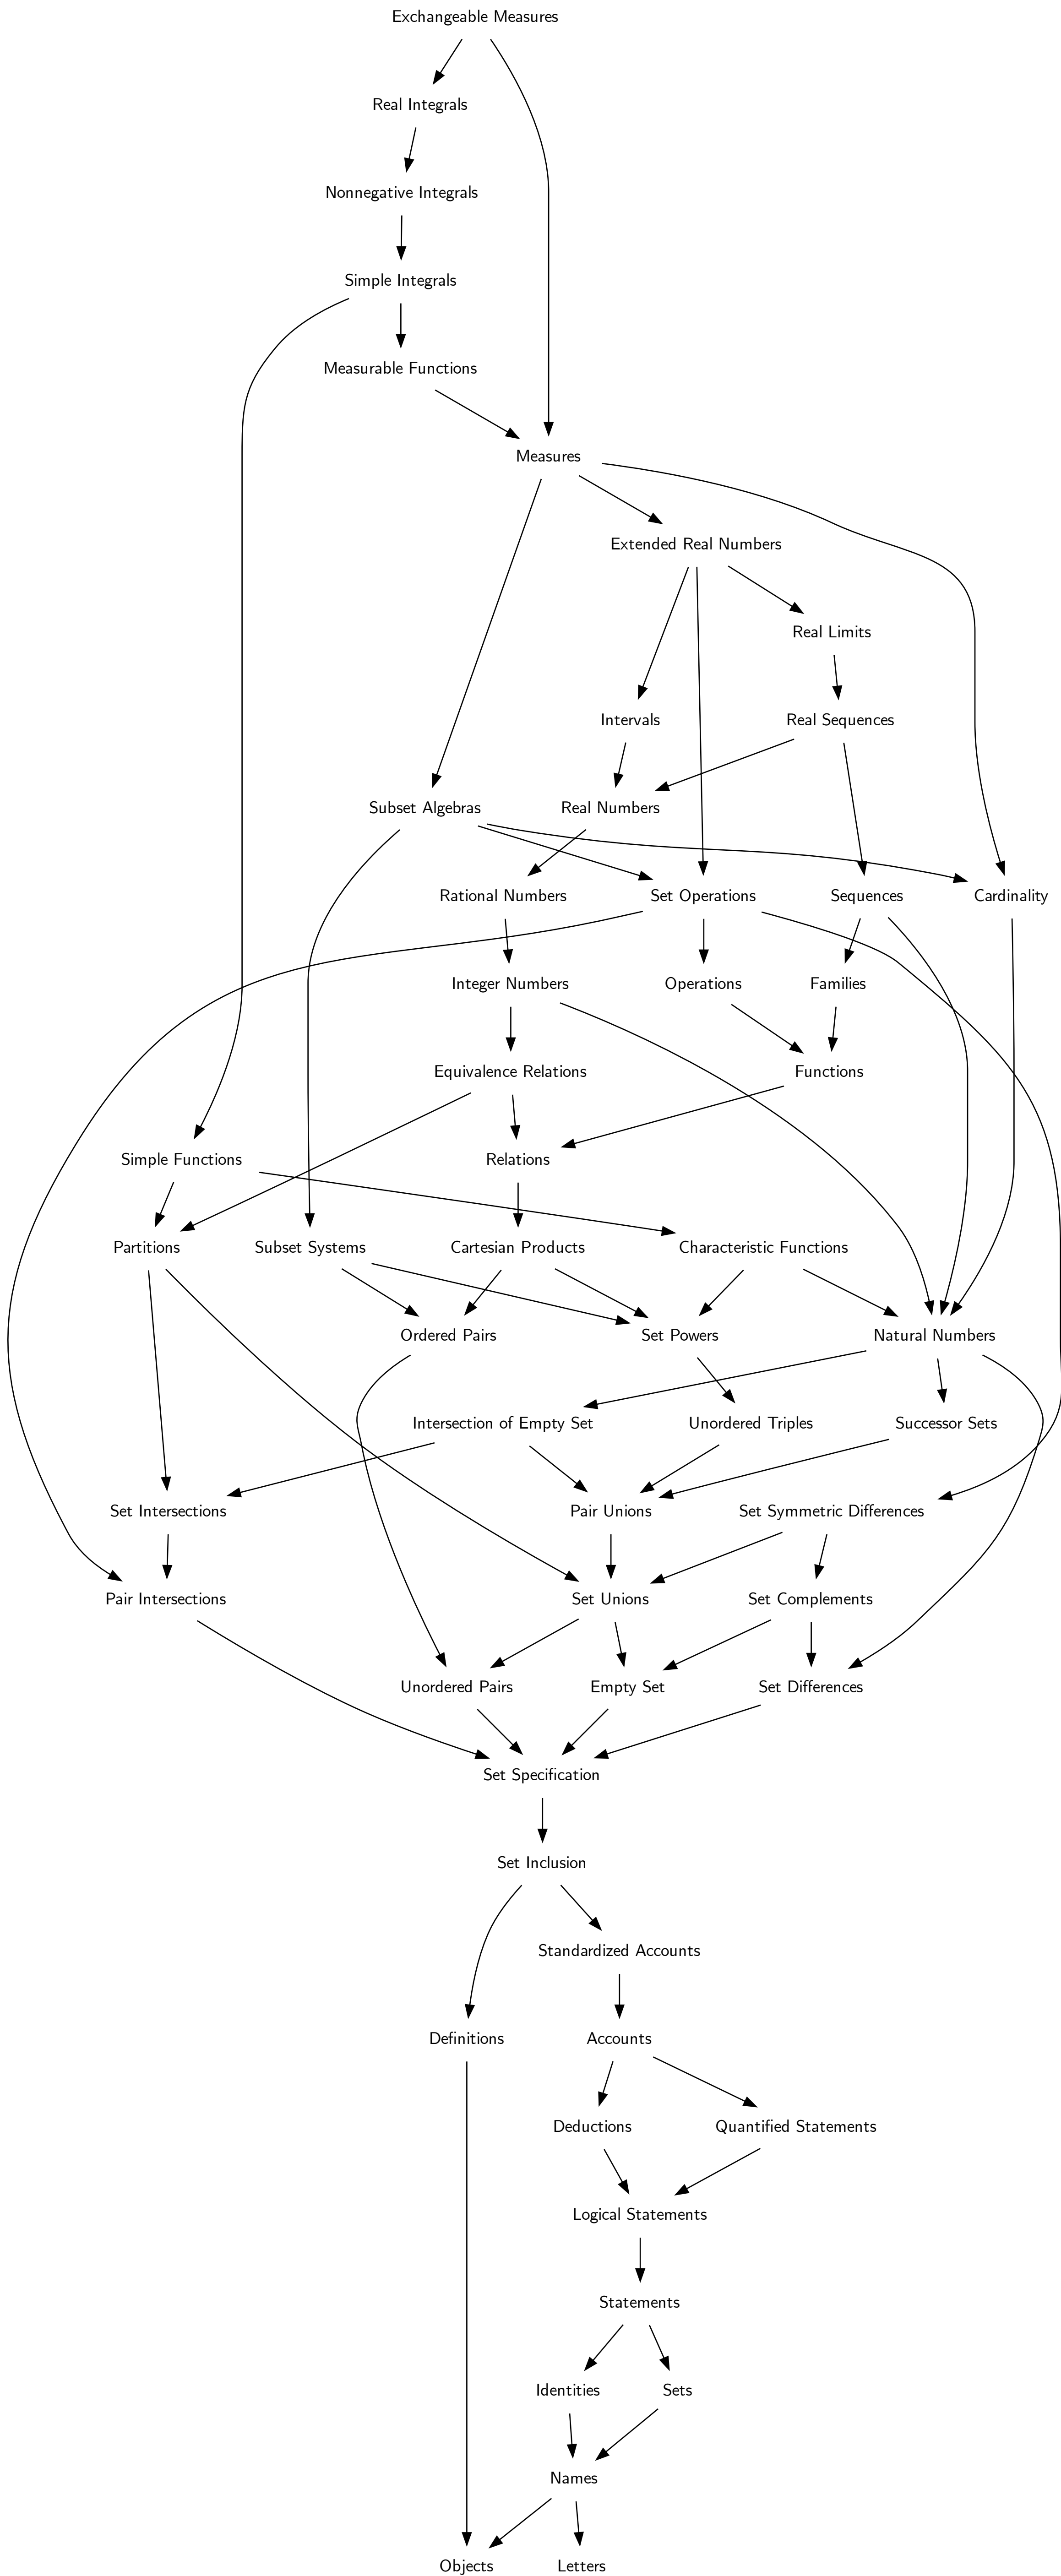 Exchangeable Measures
Real Integrals
Nonnegative Integrals
Simple Integrals
Measurable Functions
Measures
Extended Real Numbers
Real Limits
Intervals
Real Sequences
Subset Algebras
Real Numbers
Rational Numbers
Set Operations
Sequences
Cardinality
Integer Numbers
Operations
Families
Equivalence Relations
Functions
Simple Functions
Relations
Partitions
Subset Systems
Cartesian Products
Characteristic Functions
Ordered Pairs
Set Powers
Natural Numbers
Intersection of Empty Set
Unordered Triples
Successor Sets
Set Intersections
Pair Unions
Set Symmetric Differences
Pair Intersections
Set Unions
Set Complements
Unordered Pairs
Empty Set
Set Differences
Set Specification
Set Inclusion
Standardized Accounts
Definitions
Accounts
Deductions
Quantified Statements
Logical Statements
Statements
Identities
Sets
Names
Objects
Letters